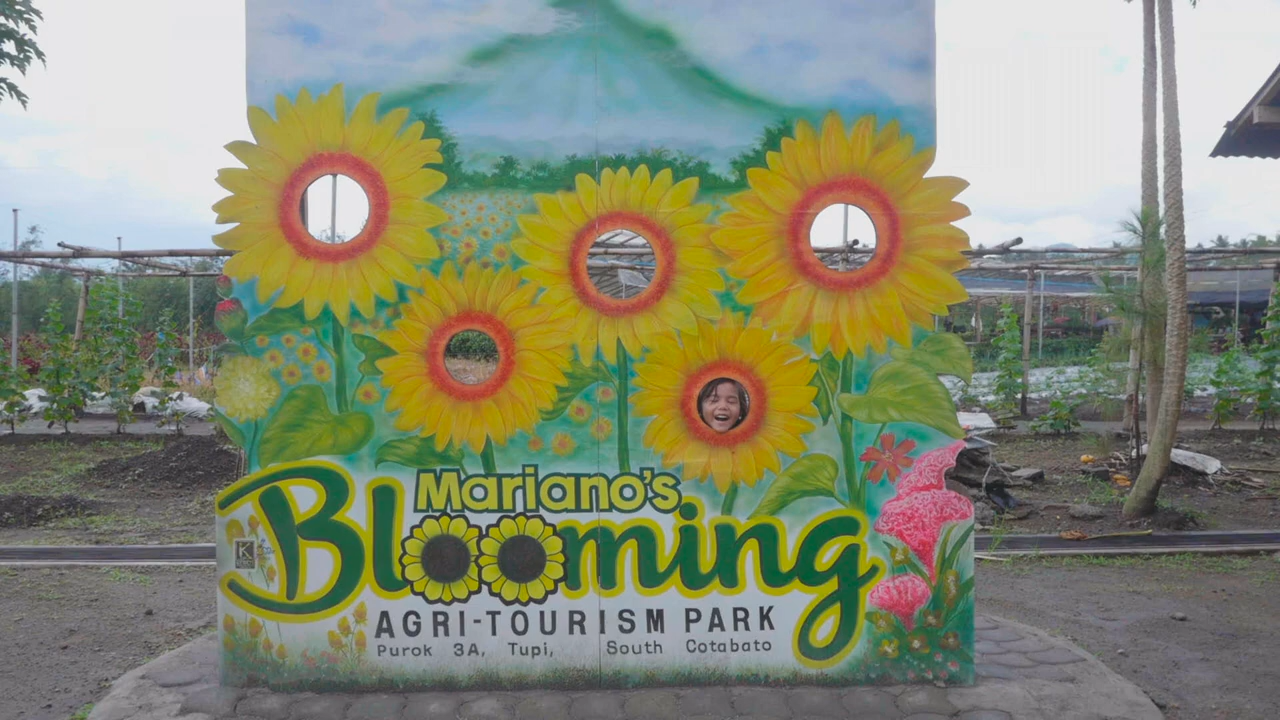 Mariano's
Blooming
AGRI-TOURISM PARK
Purok 3A, Tupi, South Cotabato